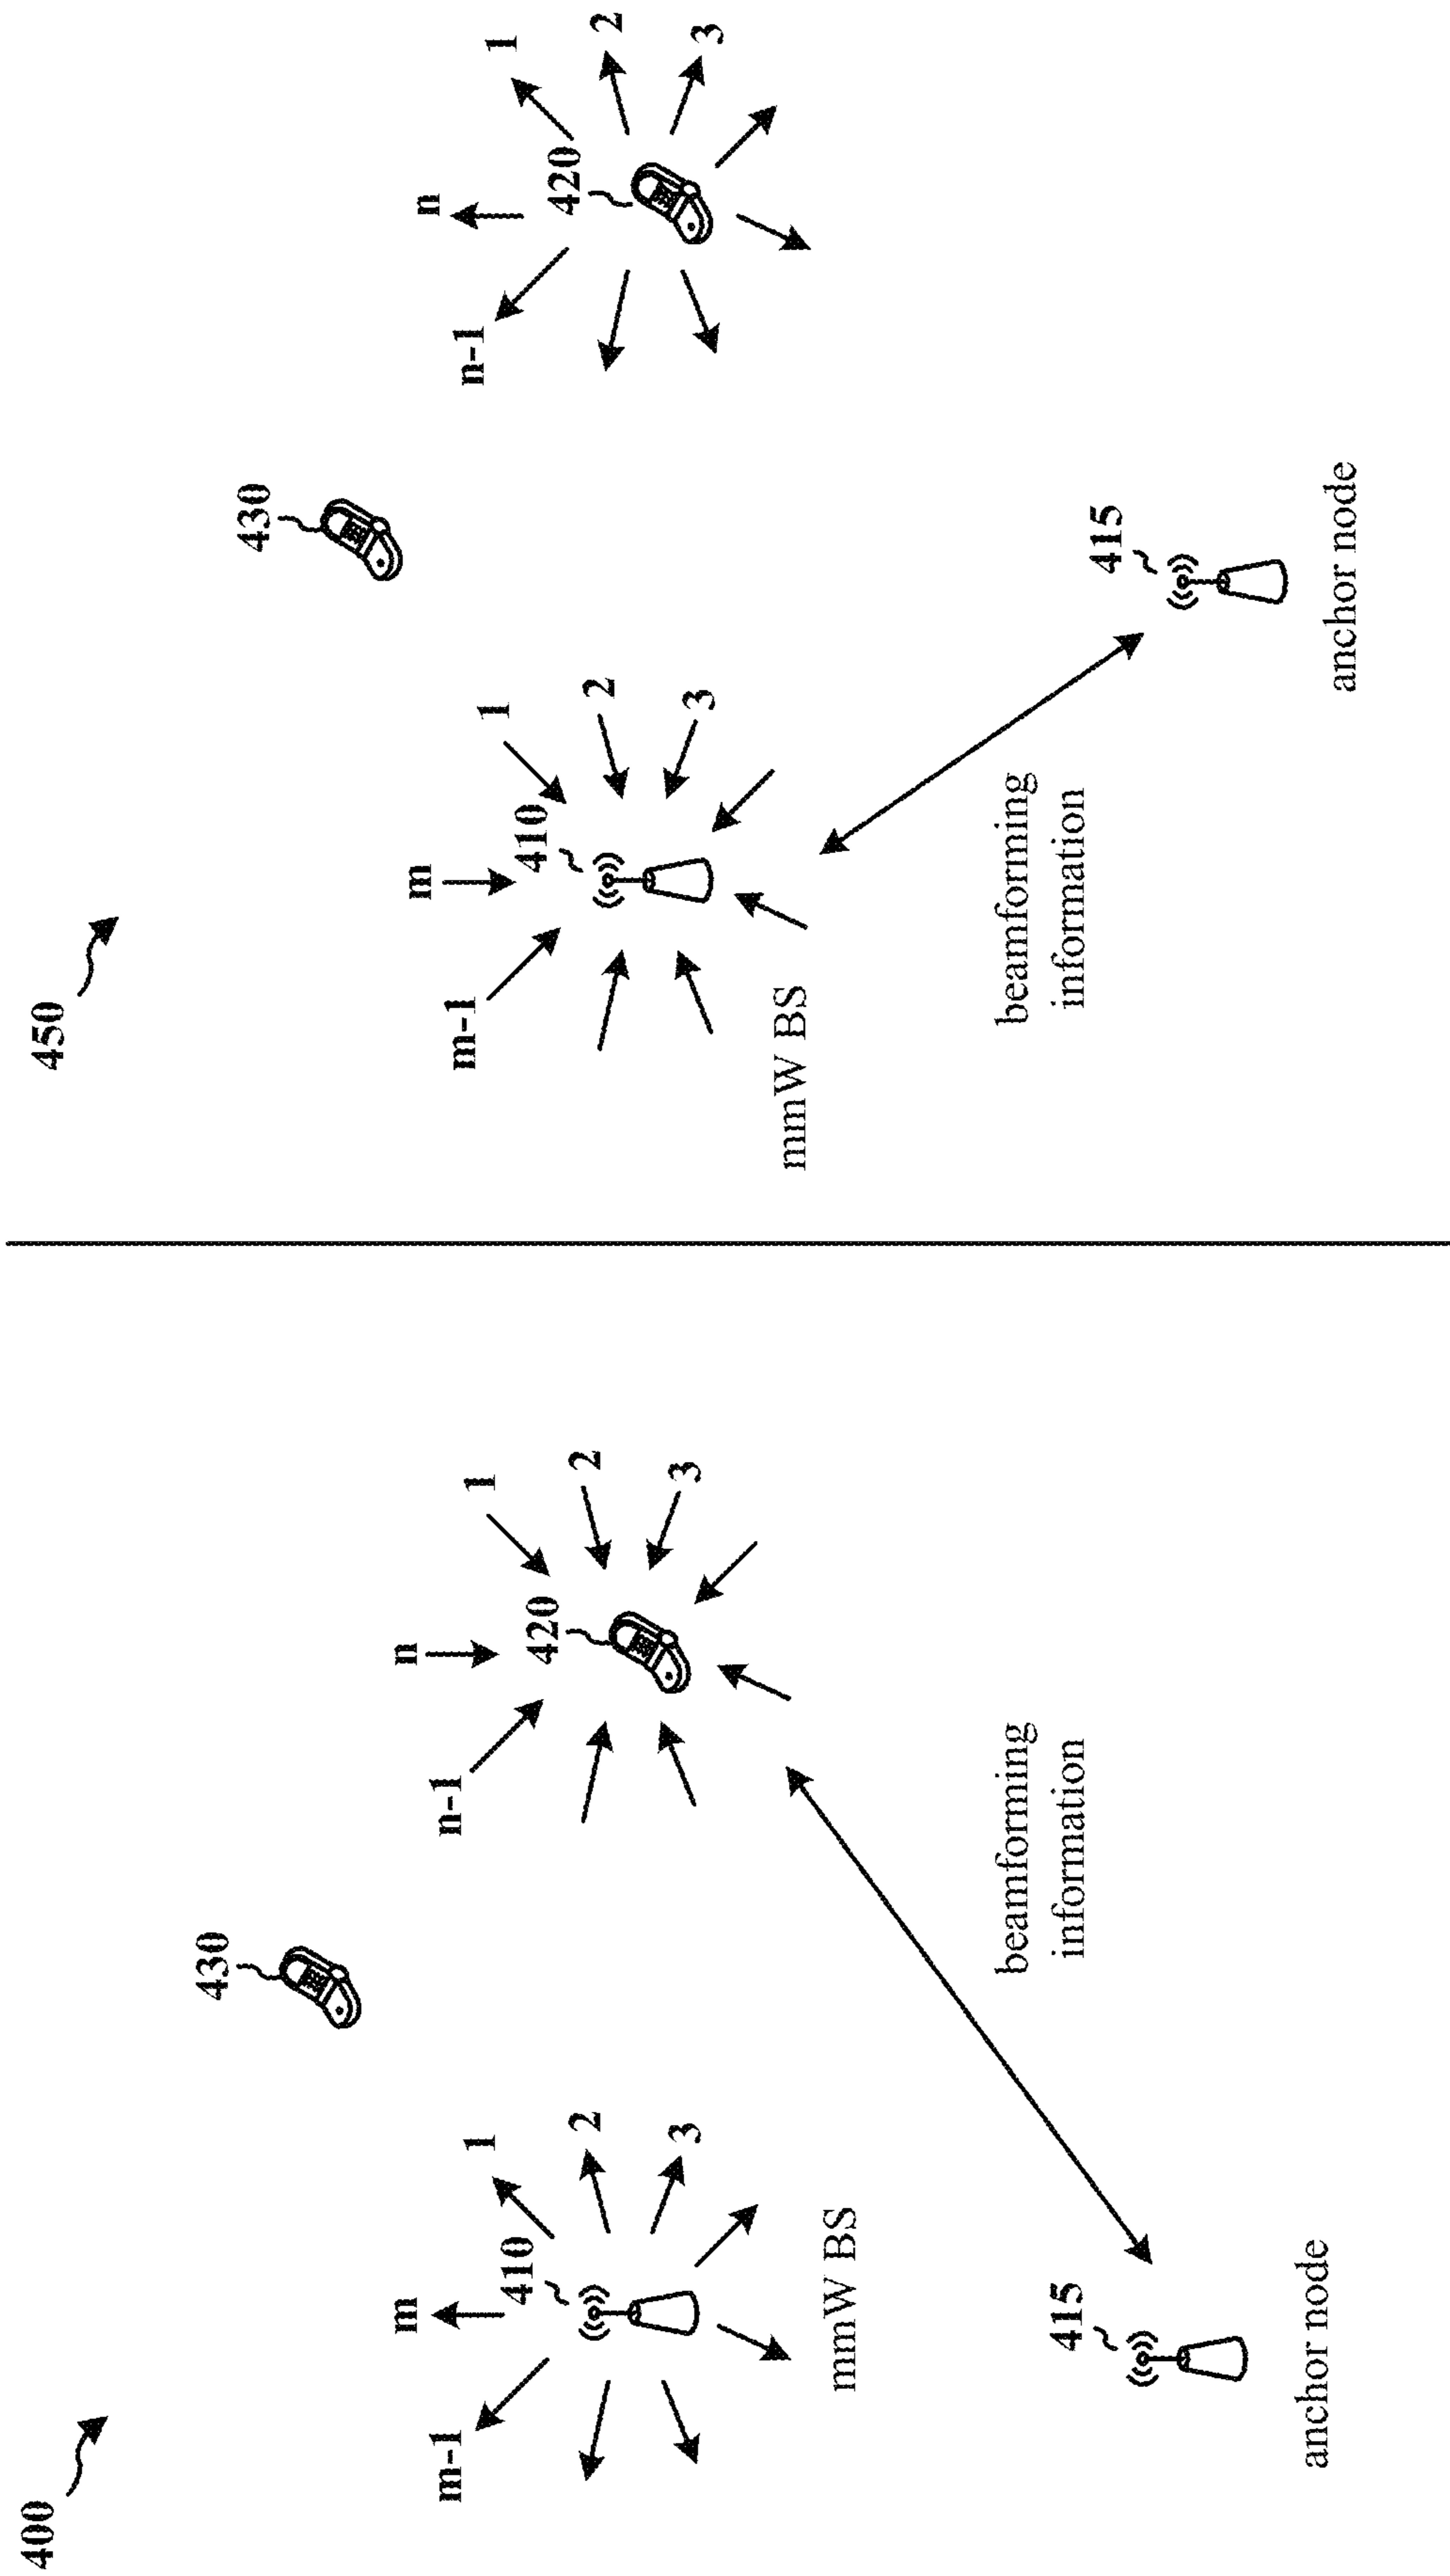 400
m-1
m
1
2
3
410
mmW BS
415
anchor node
430
n-1
n
1
2
3
420
beamforming
information
450
m-1
m
1
2
3
410
mmW BS
beamforming
information
415
anchor node
430
n-1
n
1
2
3
420